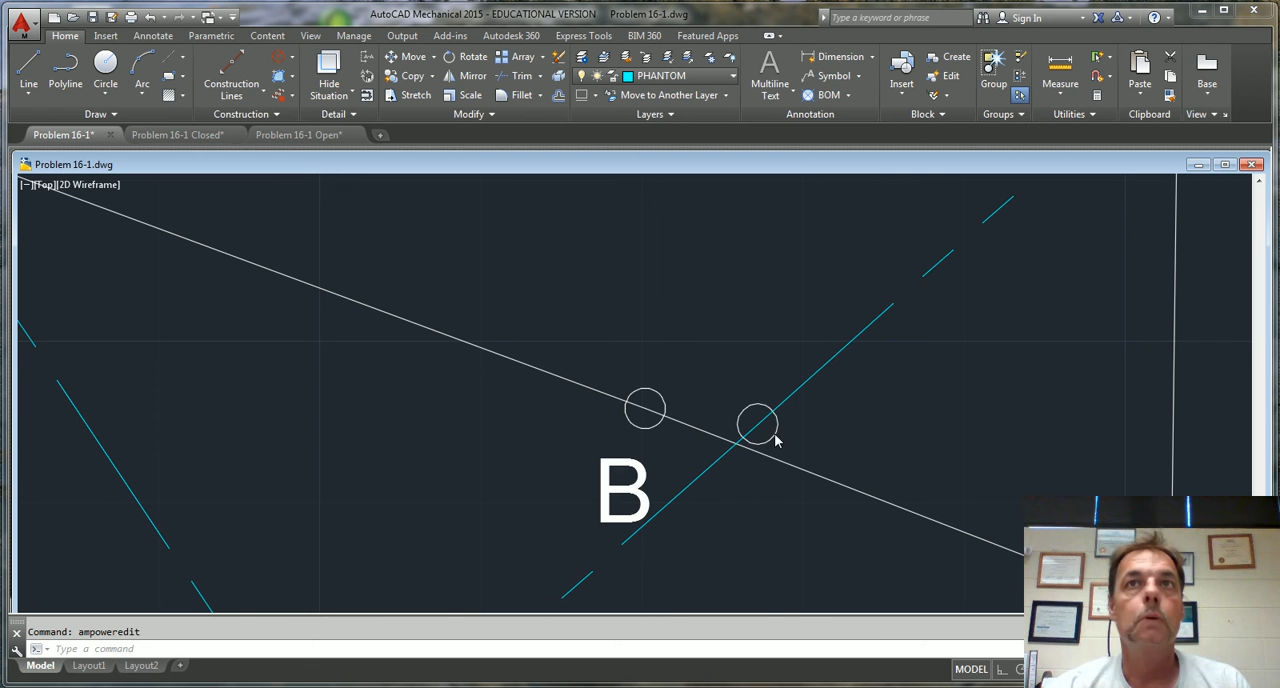 AutoCAD Mechanical 2015 - EDUCATIONAL VERSION Problem 16-1.dwg
Type a keyword or phrase
Sign In
Home Insert Annotate Parametric Content View Manage Output Add-ins Autodesk 360 Express Tools BIM 360 Featured Apps
Line Polyline Circle Arc
Construction Lines
Hide Situation
Move Rotate Array
Copy Mirror Trim
Stretch Scale Fillet
PHANTOM
Move to Another Layer
Multiline Text
Dimension
Symbol
BOM
Insert
Create
Edit
Group
Measure
Paste
Base
Draw Construction Detail Modify Layers Annotation Block Groups Utilities Clipboard View
Problem 16-1* Problem 16-1 Closed* Problem 16-1 Open*
Problem 16-1.dwg
[−][Top][2D Wireframe]
B
Command: ampoweredit
Type a command
Model Layout1 Layout2
MODEL